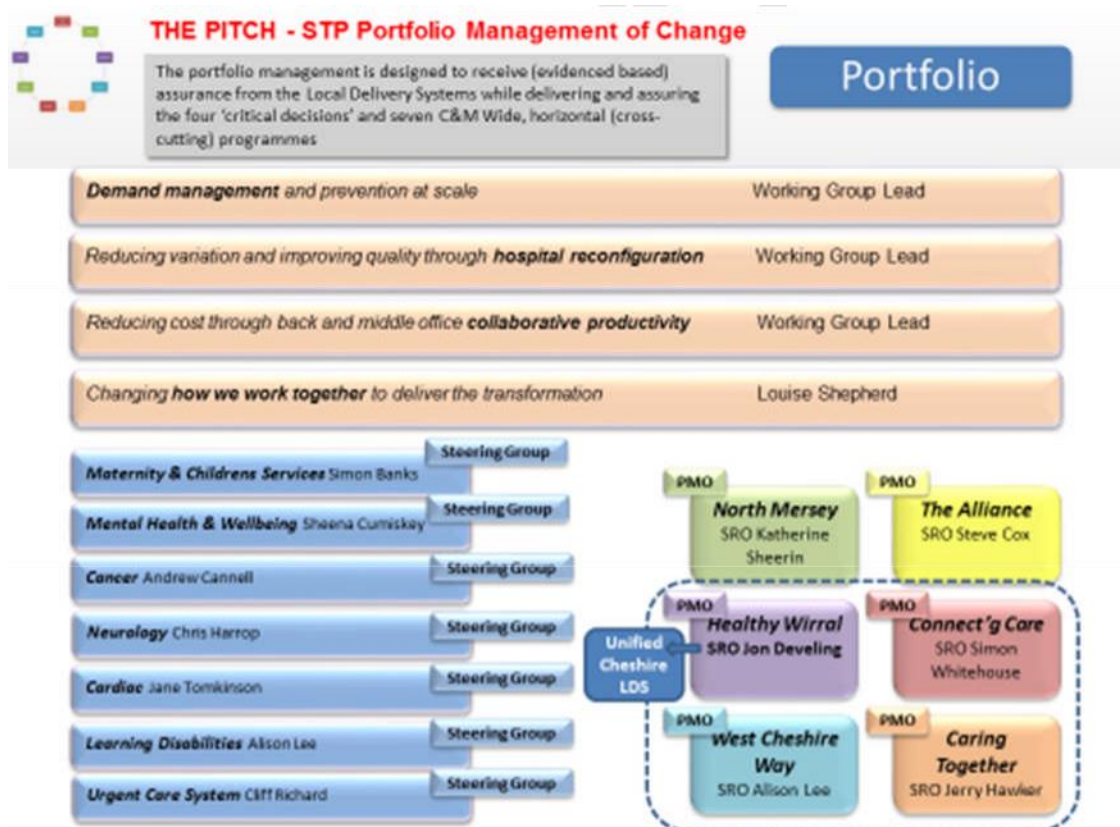 THE PITCH - STP Portfolio Management of Change
The portfolio management is designed to receive (evidenced based)
assurance from the Local Delivery Systems while delivering and assuring
the four 'critical decisions' and seven C&M Wide, horizontal (cross-
cutting) programmes
Portfolio
Demand management and prevention at scale Working Group Lead
Reducing variation and improving quality through hospital reconfiguration Working Group Lead
Reducing cost through back and middle office collaborative productivity Working Group Lead
Changing how we work together to deliver the transformation Louise Shepherd
Steering Group
Maternity & Childrens Services Simon Banks
Steering Group
Mental Health & Wellbeing Sheena Cumiskey
Steering Group
Cancer Andrew Cannell
Steering Group
Neurology Chris Harrop
Steering Group
Cardiac Jane Tomkinson
Steering Group
Learning Disabilities Alison Lee
Steering Group
Urgent Care System Cliff Richard
PMO
North Mersey
SRO Katherine
Sheerin
PMO
The Alliance
SRO Steve Cox
PMO
Healthy Wirral
SRO Jon Develing
PMO
Connect'g Care
SRO Simon
Whitehouse
Unified
Cheshire
LDS
PMO
West Cheshire
Way
SRO Alison Lee
PMO
Caring
Together
SRO Jerry Hawker